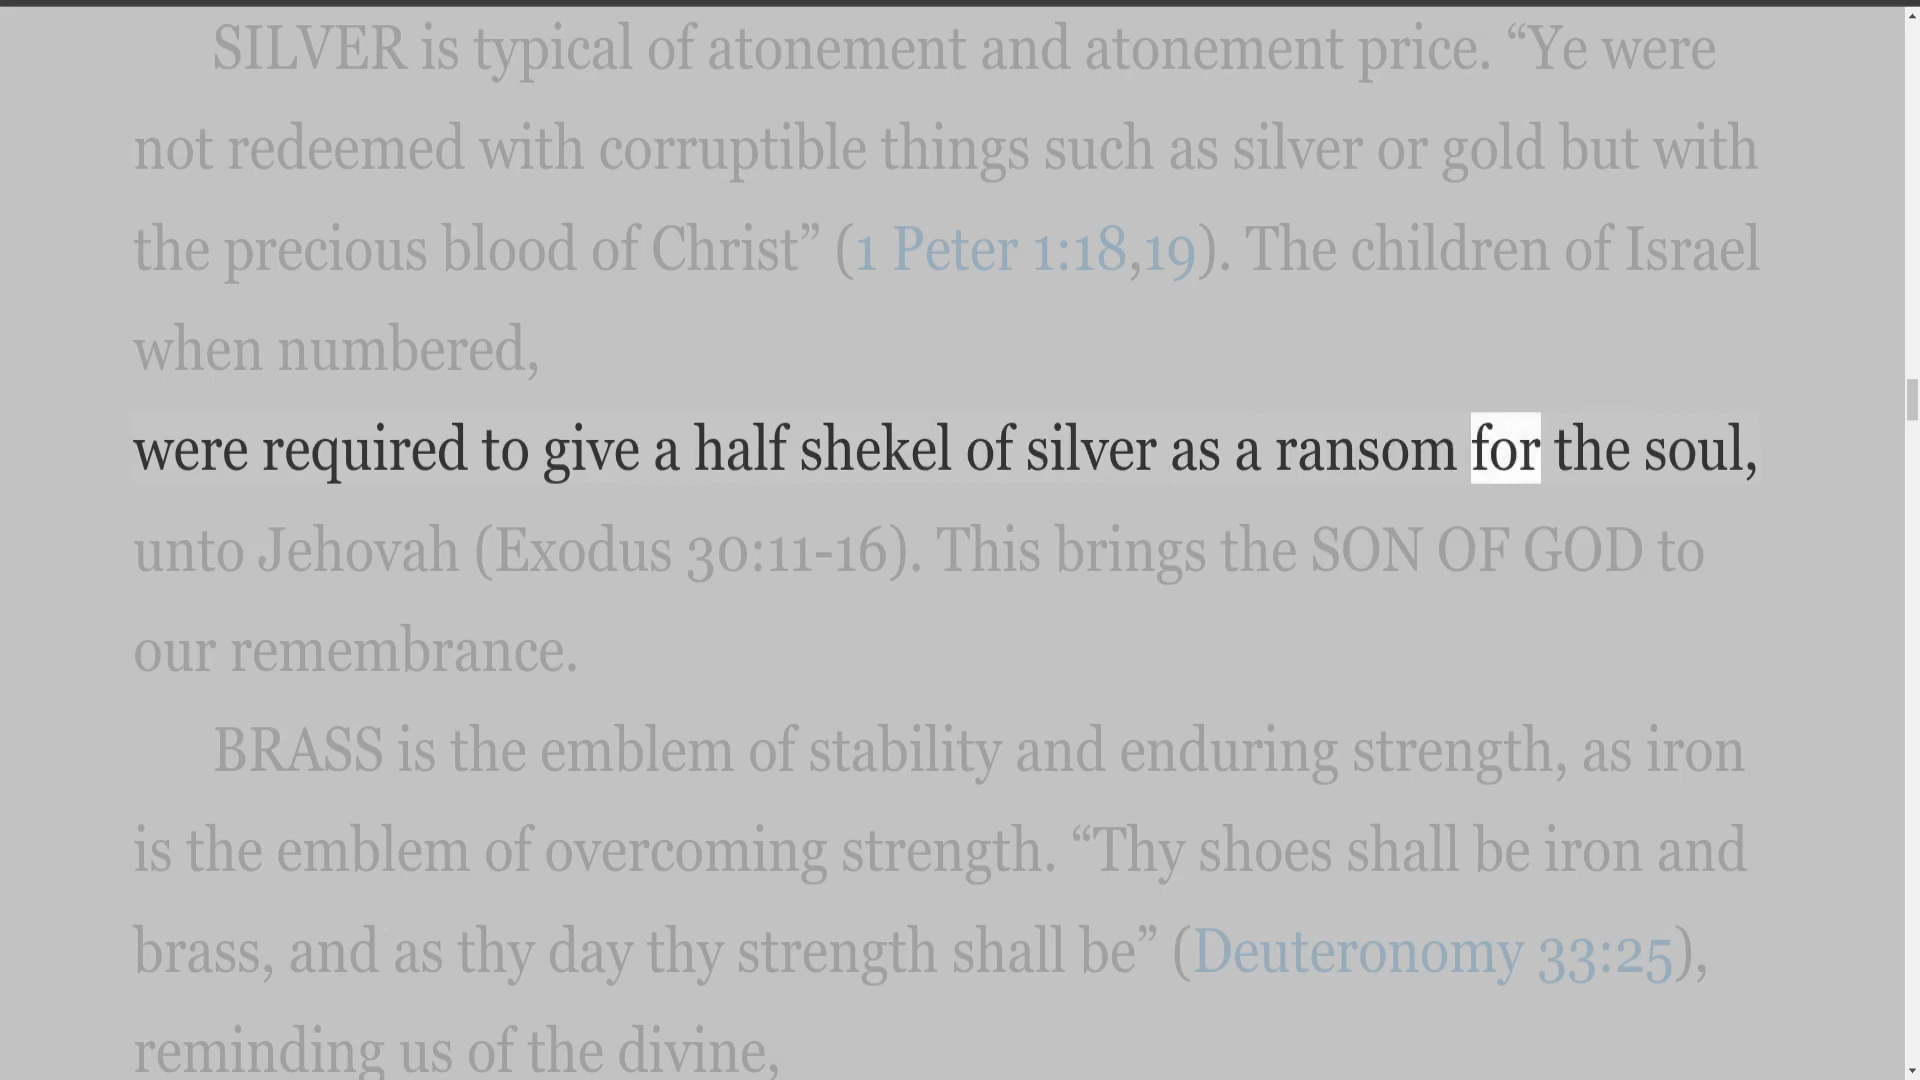 SILVER is typical of atonement and atonement price. “Ye were
not redeemed with corruptible things such as silver or gold but with
the precious blood of Christ” (1 Peter 1:18,19). The children of Israel
when numbered,
were required to give a half shekel of silver as a ransom for the soul,
unto Jehovah (Exodus 30:11-16). This brings the SON OF GOD to
our remembrance.
BRASS is the emblem of stability and enduring strength, as iron
is the emblem of overcoming strength. “Thy shoes shall be iron and
brass, and as thy day thy strength shall be” (Deuteronomy 33:25),
reminding us of the divine,